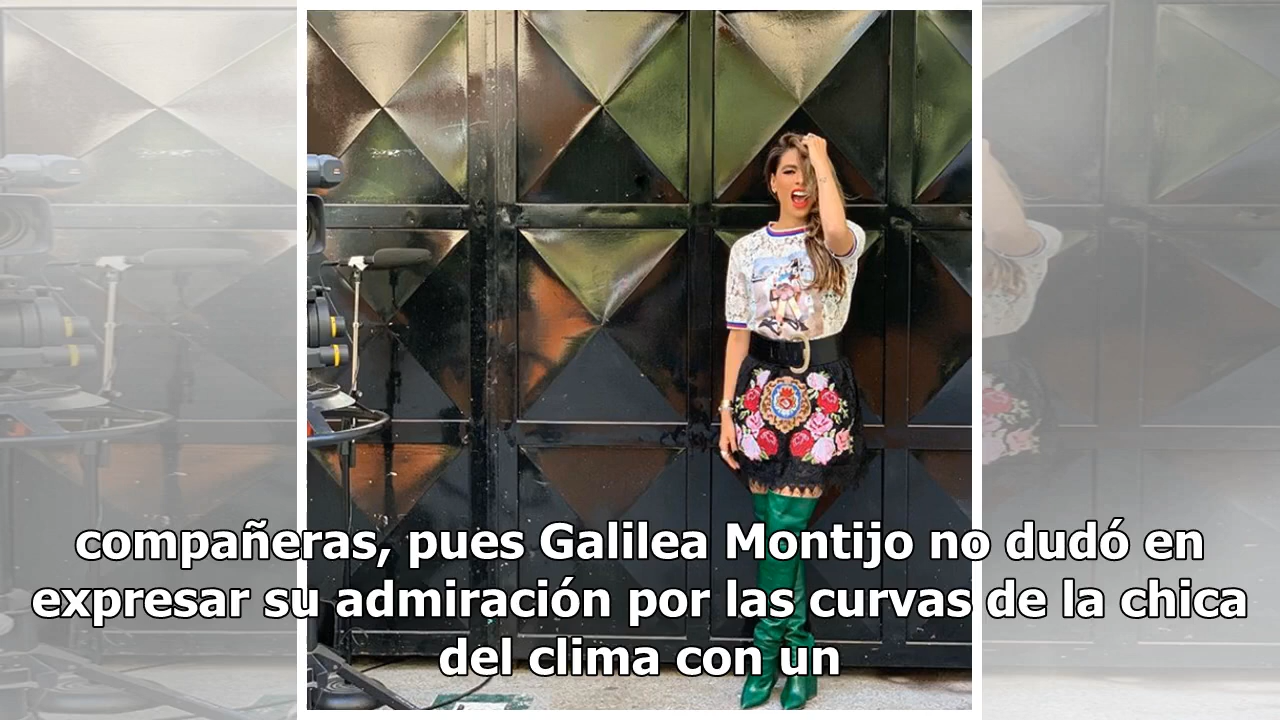 compañeras, pues Galilea Montijo no dudó en
expresar su admiración por las curvas de la chica
del clima con un